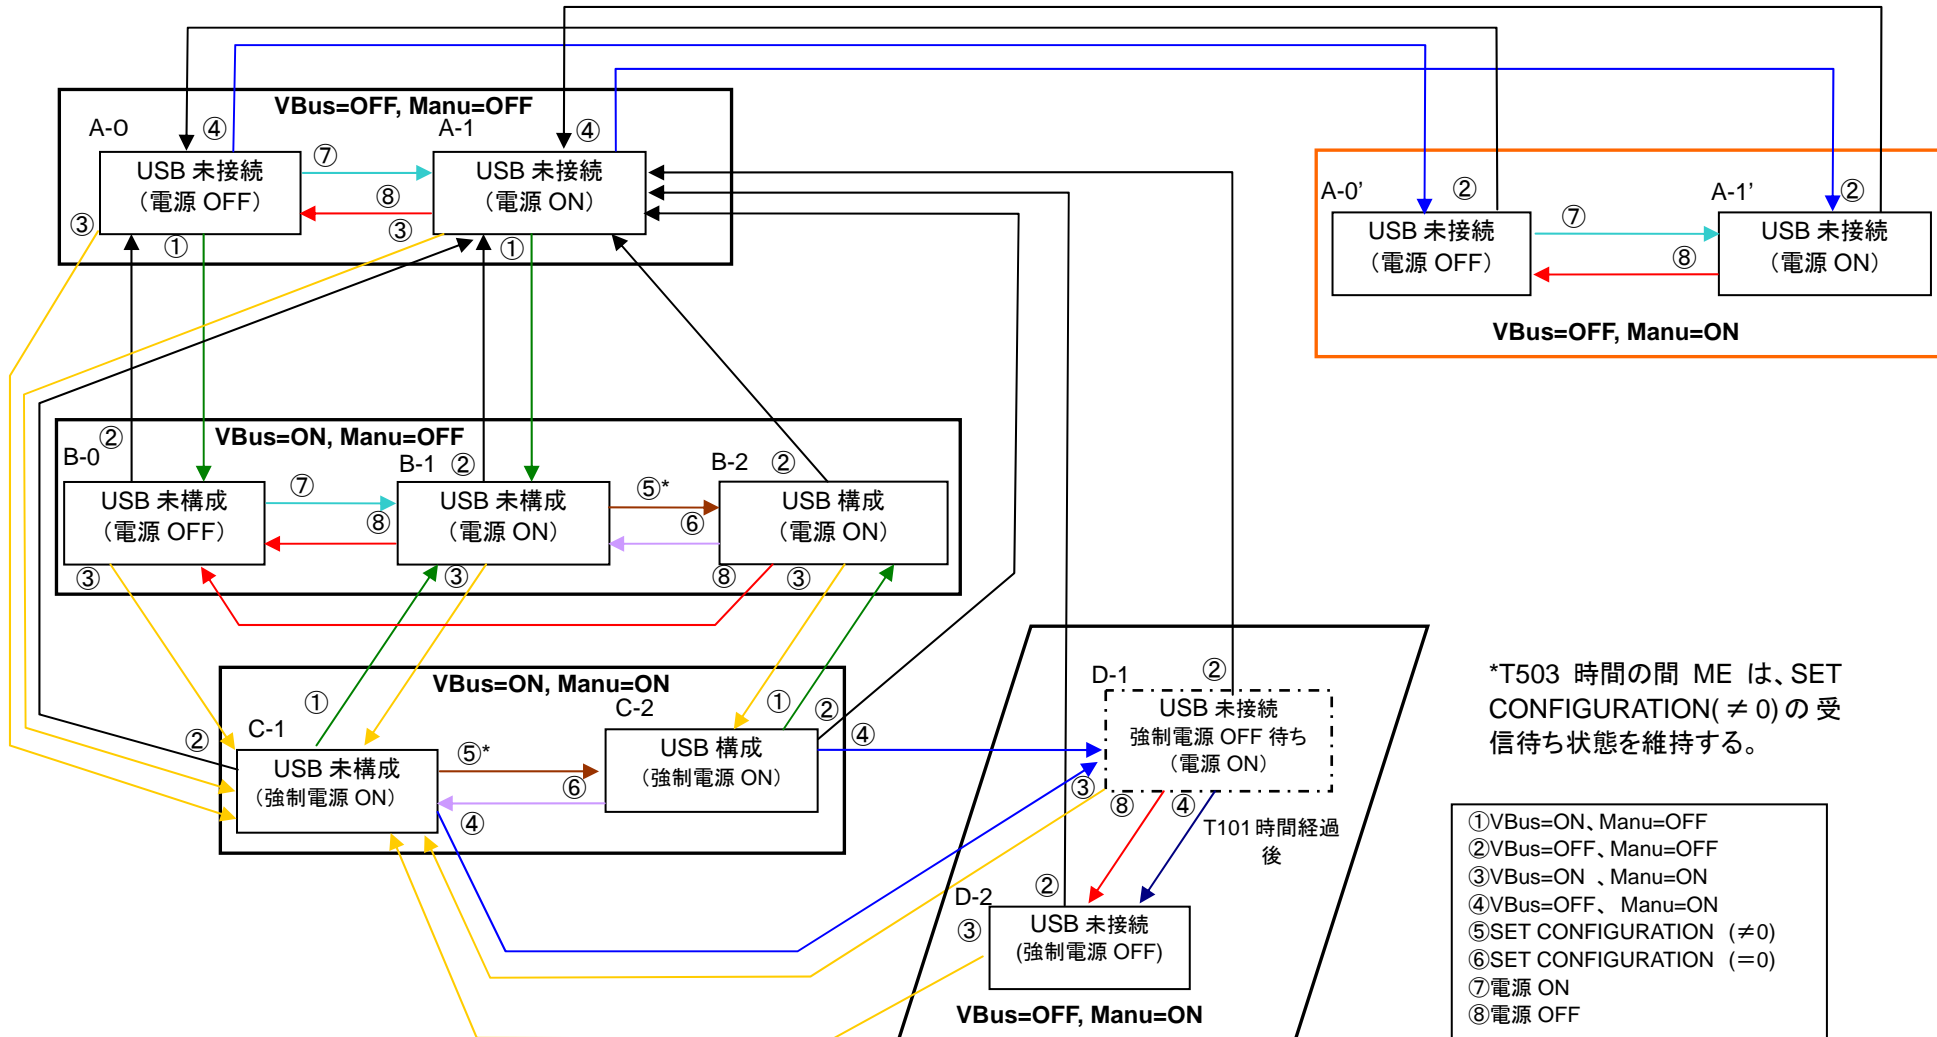 VBus=OFF, Manu=OFF
A-0
④
A-1
④
USB 未接続
（電源 OFF）
⑦
⑧
USB 未接続
（電源 ON）
③
①
③
①
A-0’
②
A-1’
②
USB 未接続
（電源 OFF）
⑦
⑧
USB 未接続
（電源 ON）
VBus=OFF, Manu=ON
②
VBus=ON, Manu=OFF
B-0
B-1
②
B-2
②
USB 未構成
（電源 OFF）
⑦
⑧
USB 未構成
（電源 ON）
⑤*
⑥
USB 構成
（電源 ON）
③
③
⑧
③
VBus=ON, Manu=ON
①
C-2
①
②
②
C-1
④
USB 未構成
（強制電源 ON）
⑤*
⑥
USB 構成
（強制電源 ON）
④
D-1
②
USB 未接続
強制電源 OFF 待ち
（電源 ON）
③
⑧
④
T101 時間経過
後
D-2
②
③
USB 未接続
(強制電源 OFF)
VBus=OFF, Manu=ON
*T503 時間の間 ME は、SET
CONFIGURATION(≠0)の受
信待ち状態を維持する。
①VBus=ON、Manu=OFF
②VBus=OFF、Manu=OFF
③VBus=ON 、Manu=ON
④VBus=OFF、 Manu=ON
⑤SET CONFIGURATION (≠0)
⑥SET CONFIGURATION (＝0)
⑦電源 ON
⑧電源 OFF